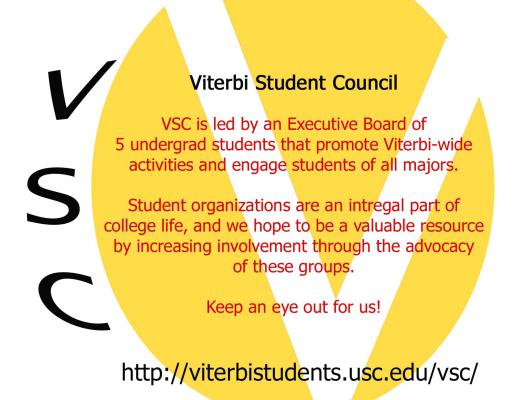 V
S
C
Viterbi Student Council
VSC is led by an Executive Board of
5 undergrad students that promote Viterbi-wide
activities and engage students of all majors.
Student organizations are an intregal part of
college life, and we hope to be a valuable resource
by increasing involvement through the advocacy
of these groups.
Keep an eye out for us!
http://viterbistudents.usc.edu/vsc/